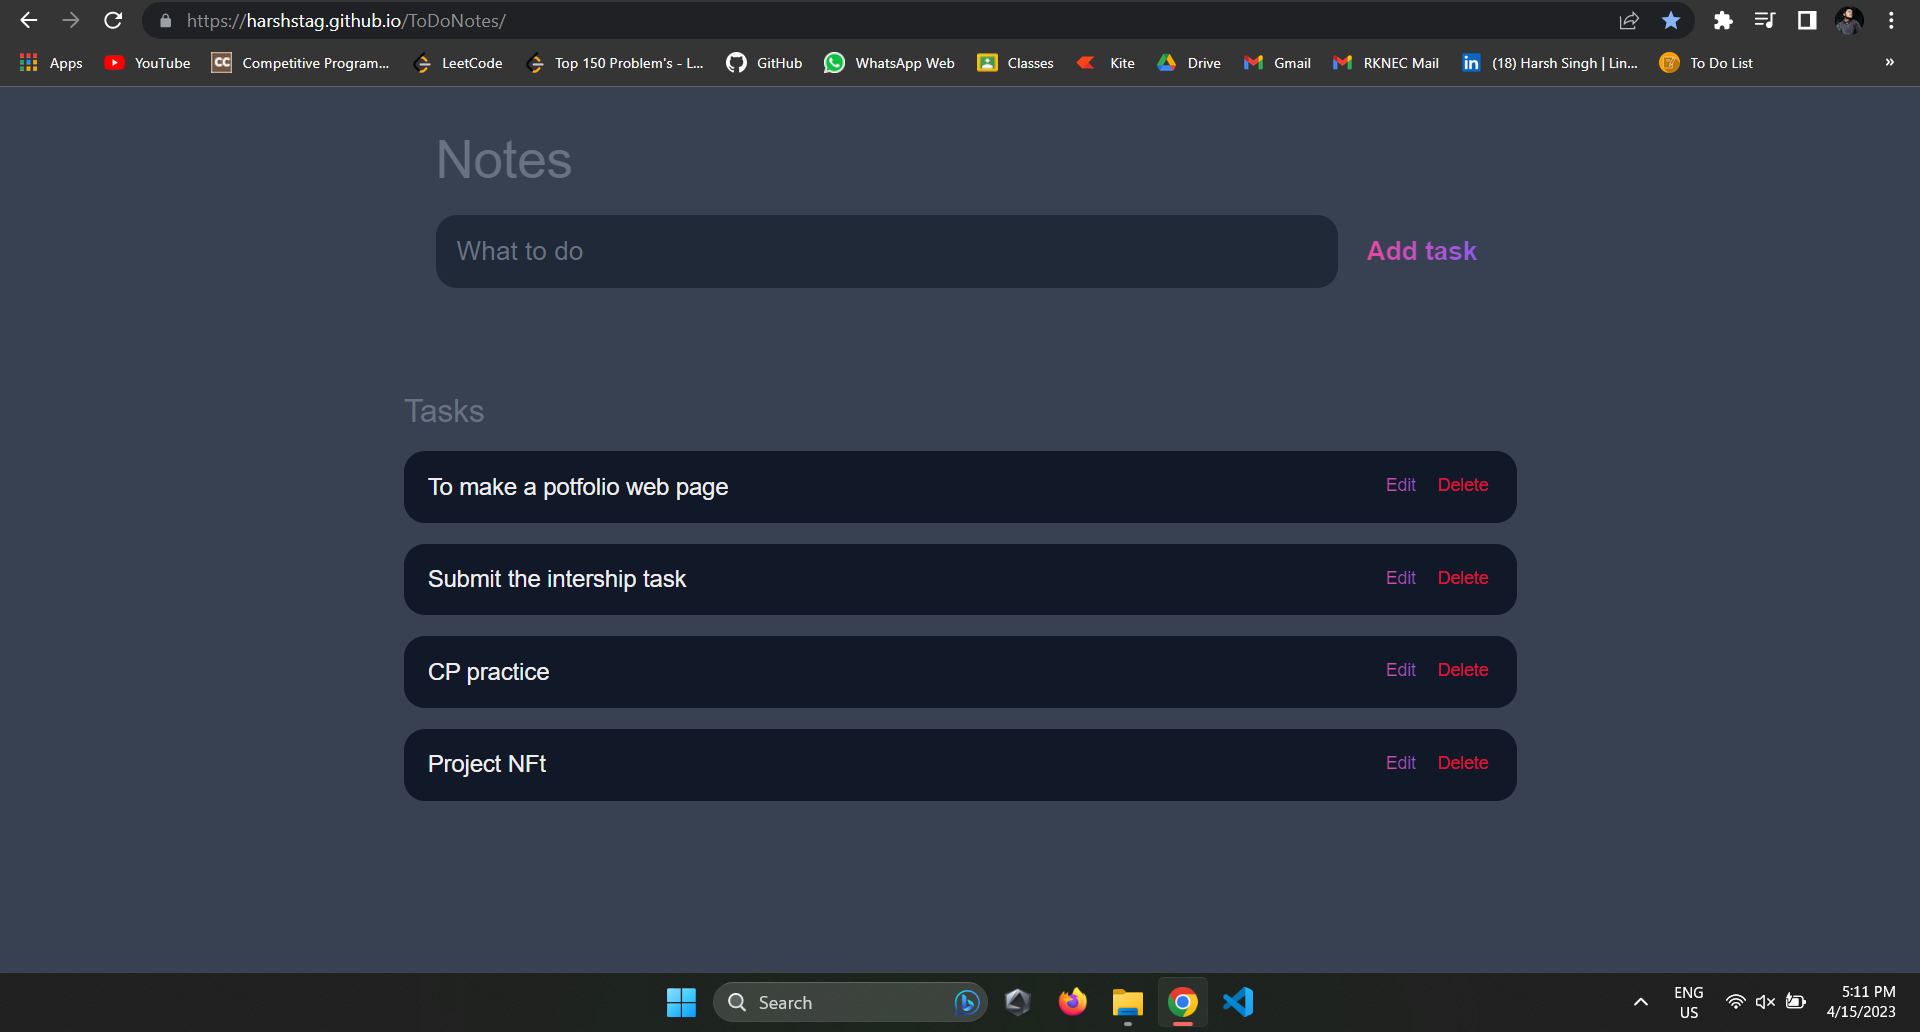 https://harshstag.github.io/ToDoNotes/
Apps YouTube CC Competitive Program... LeetCode Top 150 Problem's - L... GitHub WhatsApp Web Classes Kite Drive Gmail RKNEC Mail in (18) Harsh Singh | Lin... To Do List »
Notes
What to do Add task
Tasks
To make a potfolio web page Edit Delete
Submit the intership task Edit Delete
CP practice Edit Delete
Project NFt Edit Delete
Search
ENG
US
5:11 PM
4/15/2023